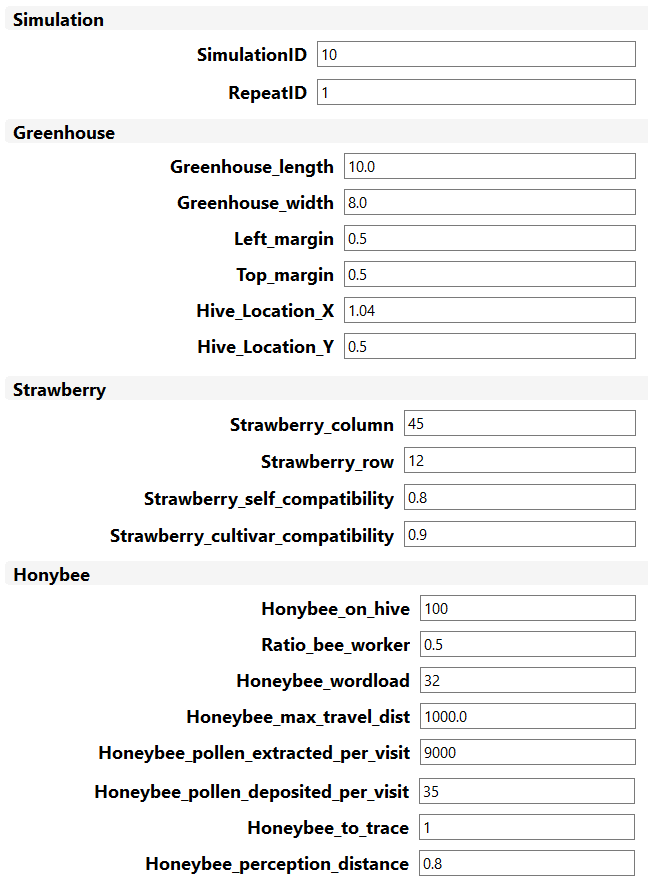 Simulation
SimulationID 10
RepeatID 1
Greenhouse
Greenhouse_length 10.0
Greenhouse_width 8.0
Left_margin 0.5
Top_margin 0.5
Hive_Location_X 1.04
Hive_Location_Y 0.5
Strawberry
Strawberry_column 45
Strawberry_row 12
Strawberry_self_compatibility 0.8
Strawberry_cultivar_compatibility 0.9
Honybee
Honybee_on_hive 100
Ratio_bee_worker 0.5
Honeybee_wordload 32
Honeybee_max_travel_dist 1000.0
Honeybee_pollen_extracted_per_visit 9000
Honeybee_pollen_deposited_per_visit 35
Honeybee_to_trace 1
Honeybee_perception_distance 0.8